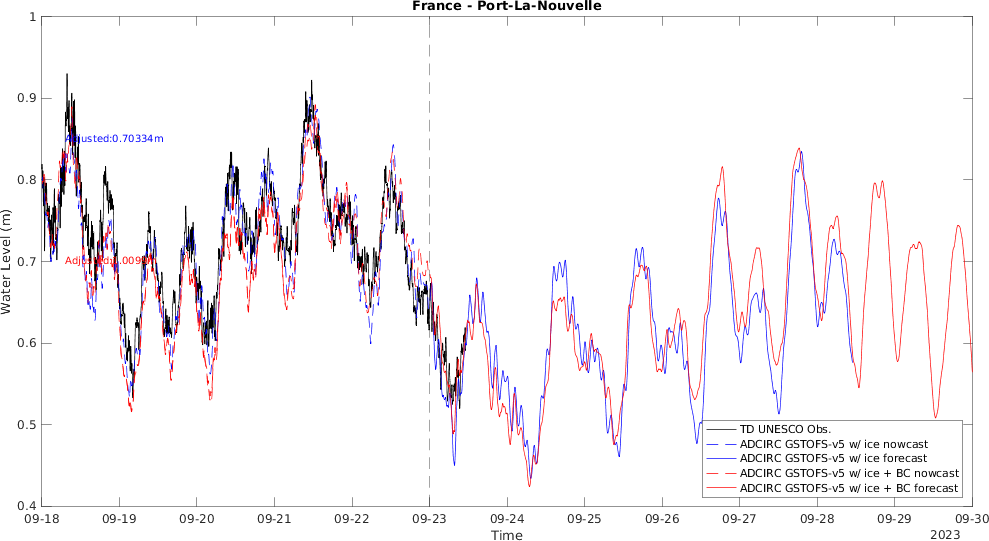 France - Port-La-Nouvelle
Water Level (m)
1
0.9
0.8
0.7
0.6
0.5
0.4
Adjusted:0.70334m
TD UNESCO Obs.
ADCIRC GSTOFS-v5 w/ ice nowcast
ADCIRC GSTOFS-v5 w/ ice forecast
ADCIRC GSTOFS-v5 w/ ice + BC nowcast
ADCIRC GSTOFS-v5 w/ ice + BC forecast
09-18 09-19 09-20 09-21 09-22 09-23 09-24 09-25 09-26 09-27 09-28 09-29 09-30
Time
2023